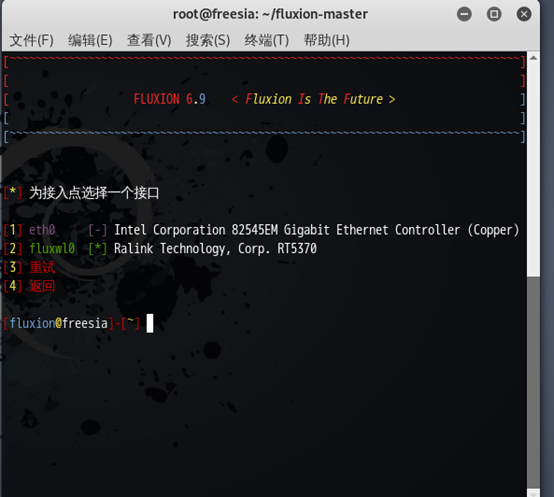 root@freesia: ~/fluxion-master
文件(F) 编辑(E) 查看(V) 搜索(S) 终端(T) 帮助(H)
[~~~~~~~~~~~~~~~~~~~~~~~~~~~~~~~~~~~~~~~~~~~~~~~~~~~~~~~~~~~~~~~~~~~~~~~~~~~~~~]
[ ]
[ FLUXION 6.9 < Fluxion Is The Future > ]
[ ]
[~~~~~~~~~~~~~~~~~~~~~~~~~~~~~~~~~~~~~~~~~~~~~~~~~~~~~~~~~~~~~~~~~~~~~~~~~~~~~~]
[*] 为接入点选择一个接口
[1] eth0 [-] Intel Corporation 82545EM Gigabit Ethernet Controller (Copper)
[2] fluxwl0 [*] Ralink Technology, Corp. RT5370
[3] 重试
[4] 返回
[fluxion@freesia]-[~]